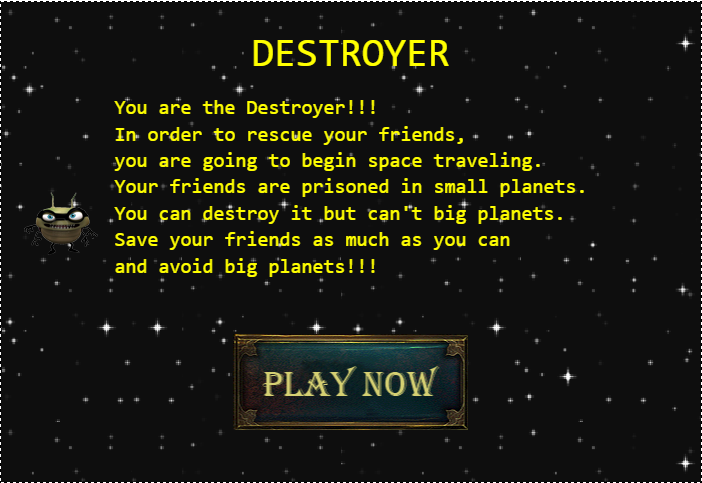 DESTROYER
You are the Destroyer!!!
In order to rescue your friends,
you are going to begin space traveling.
Your friends are prisoned in small planets.
You can destroy it but can't big planets.
Save your friends as much as you can
and avoid big planets!!!
PLAY NOW